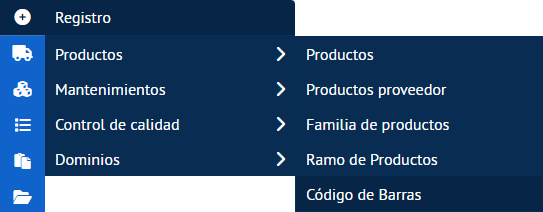 Registro
Productos
Mantenimientos
Control de calidad
Dominios
Productos
Productos proveedor
Familia de productos
Ramo de Productos
Código de Barras